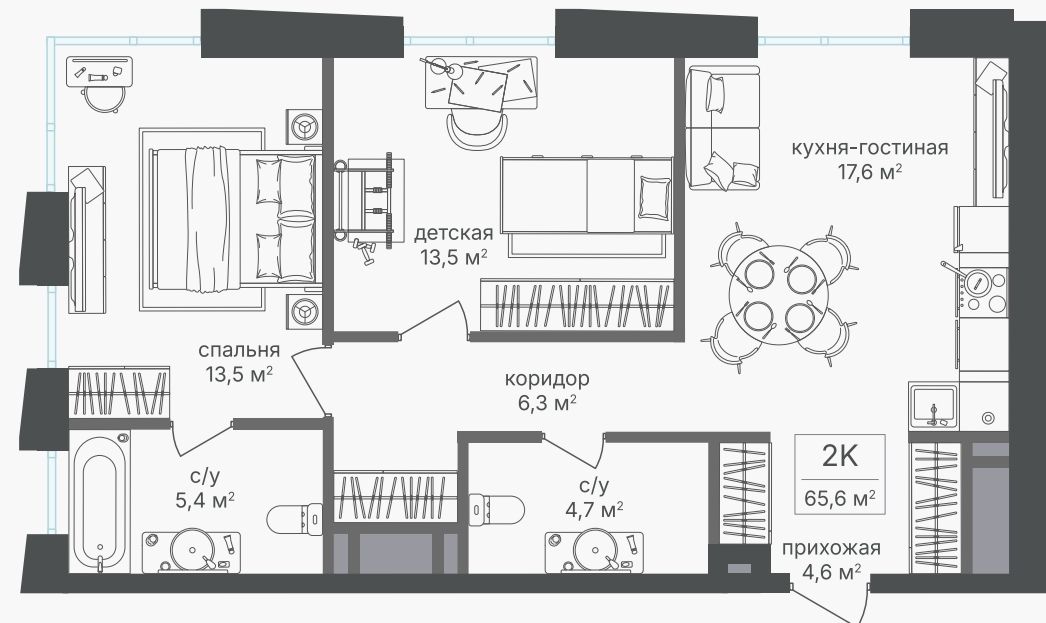 кухня-гостиная
17,6 м²
детская
13,5 м²
спальня
13,5 м²
коридор
6,3 м²
2К
65,6 м²
с/у
5,4 м²
с/у
4,7 м²
прихожая
4,6 м²